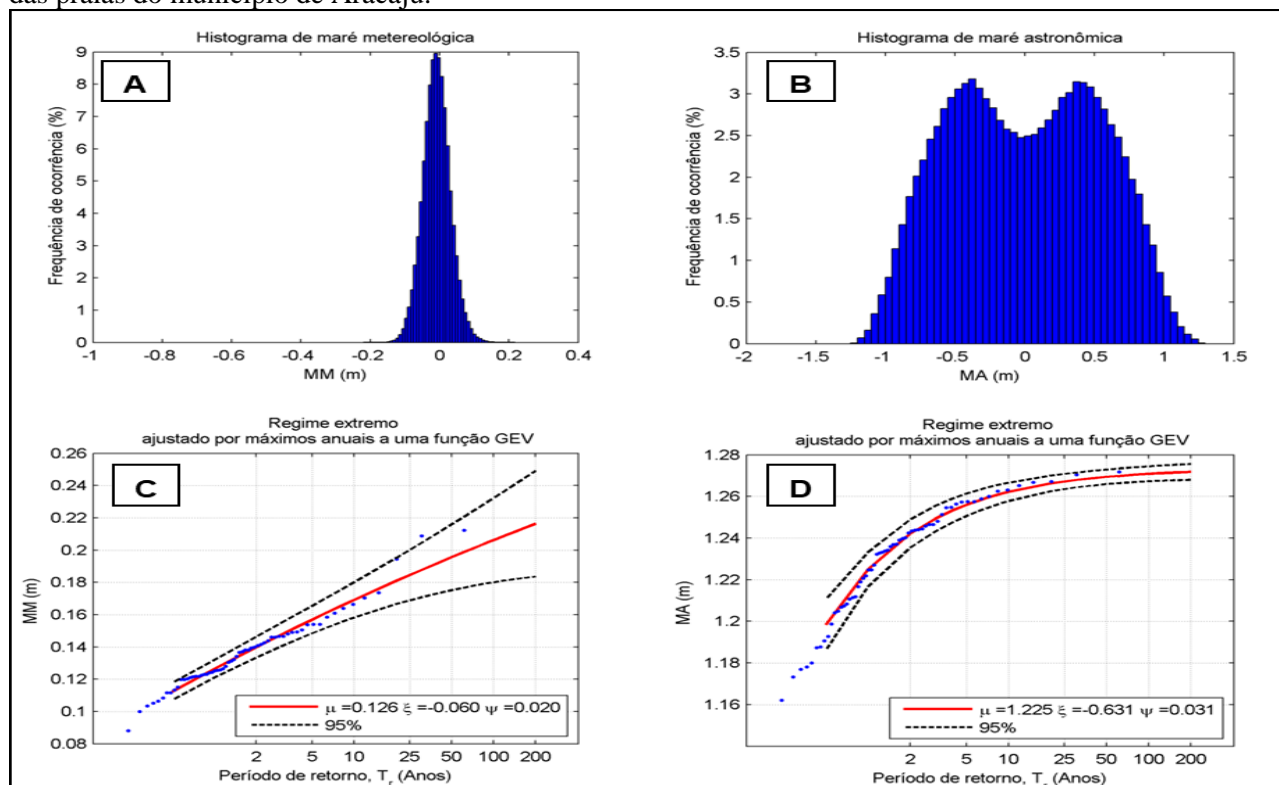 das praias do município de Aracaju.
Histograma de maré metereológica
A
Frequência de ocorrência (%)
9
8
7
6
5
4
3
2
1
0
-1 -0.8 -0.6 -0.4 -0.2 0 0.2 0.4
MM (m)
Histograma de maré astronômica
B
Frequência de ocorrência (%)
3.5
3
2.5
2
1.5
1
0.5
0
-2 -1.5 -1 -0.5 0 0.5 1 1.5
MA (m)
Regime extremo
ajustado por máximos anuais a uma função GEV
C
MM (m)
0.26
0.24
0.22
0.2
0.18
0.16
0.14
0.12
0.1
0.08
μ =0.126 ξ =-0.060 ψ =0.020
95%
2 5 10 25 50 100 200
Período de retorno, Tr (Anos)
Regime extremo
ajustado por máximos anuais a uma função GEV
D
MA (m)
1.28
1.26
1.24
1.22
1.2
1.18
1.16
μ =1.225 ξ =-0.631 ψ =0.031
95%
2 5 10 25 50 100 200
Período de retorno, Tr (Anos)